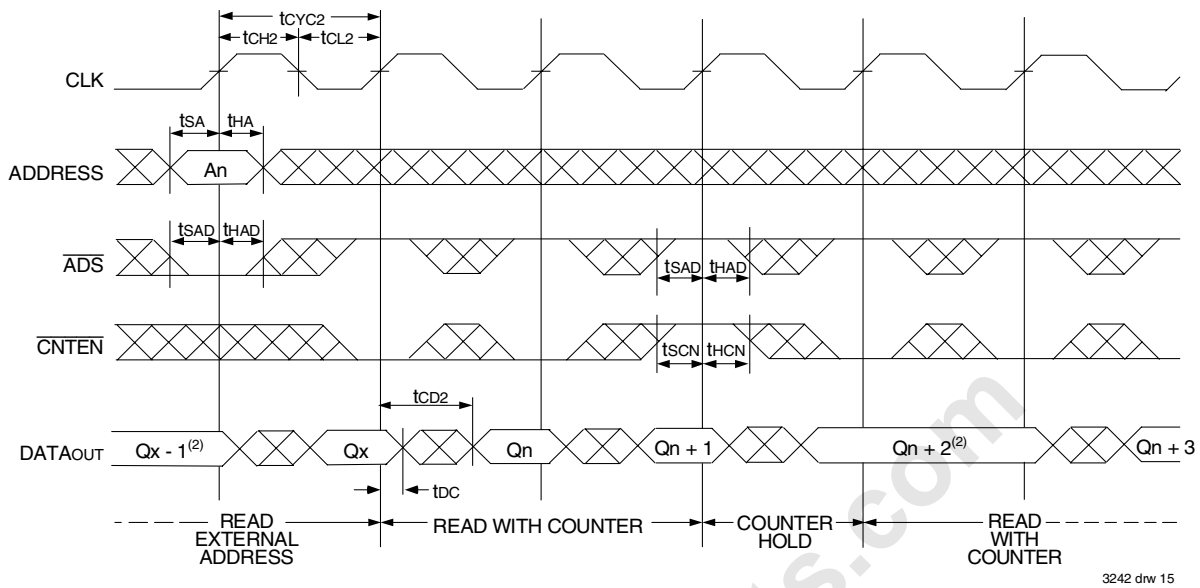 tCYC2
tCH2 tCL2
CLK
tSA tHA
ADDRESS An
tSAD tHAD
ADS
tSAD tHAD
CNTEN
tSCN tHCN
tCD2
DATAOUT Qx - 1(2) Qx Qn Qn + 1 Qn + 2(2) Qn + 3
tDC
READ EXTERNAL ADDRESS
READ WITH COUNTER
COUNTER HOLD
READ WITH COUNTER
3242 drw 15
s.com